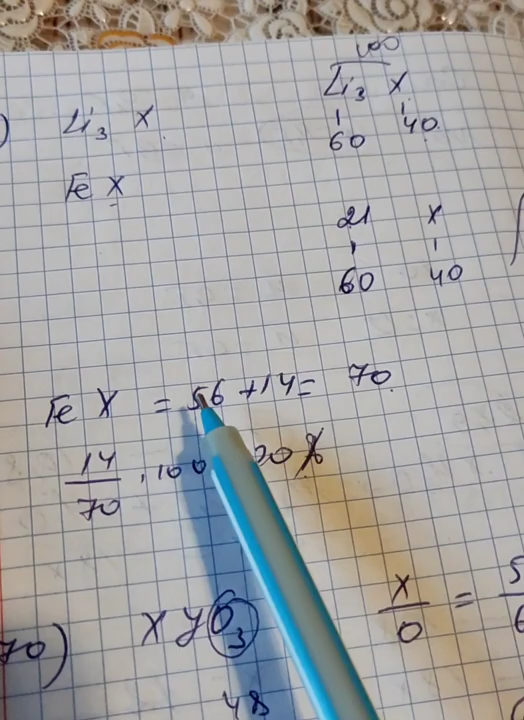 100
) Li₃ X Li₃ X
60 40
Fe X
21 X
60 40
Fe X = 56 + 14 = 70
14/70 · 100 20%
X/O = 5
70) X Y O₃
48